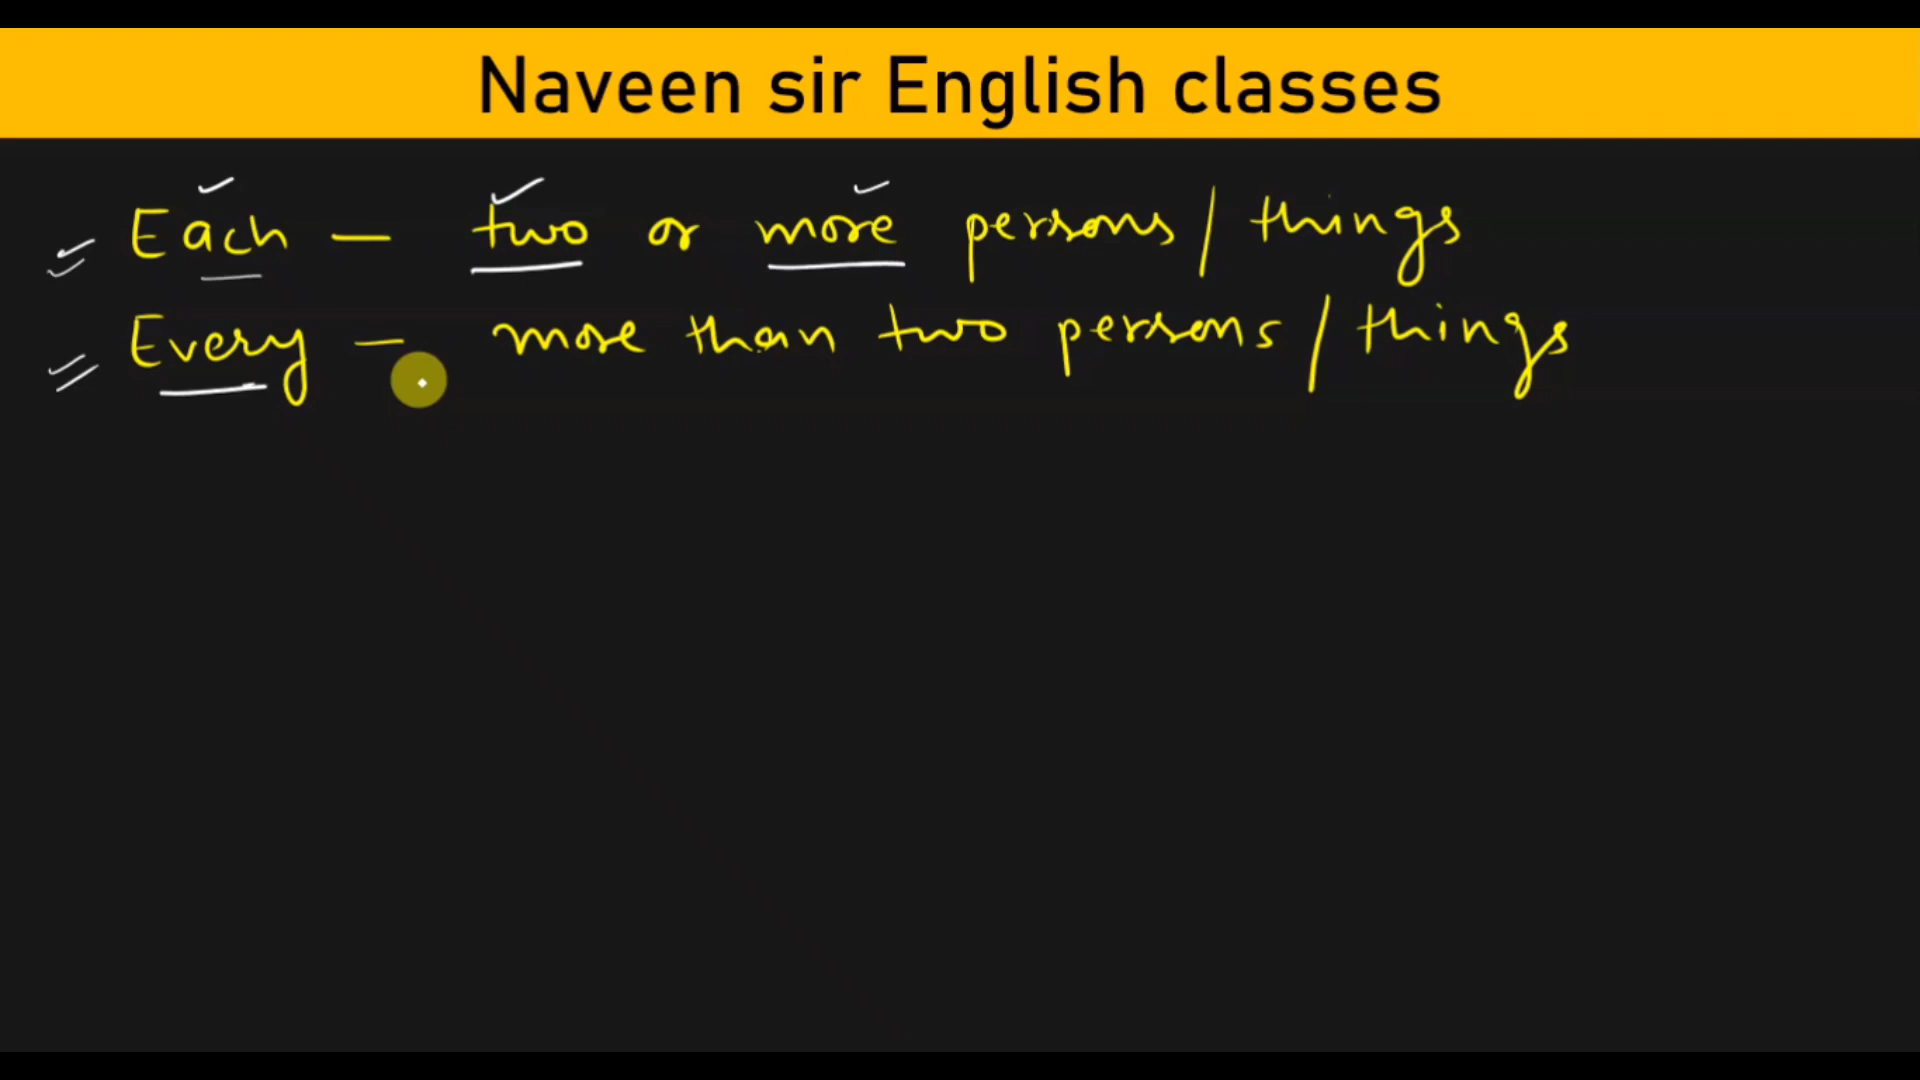 Naveen sir English classes
Each — two or more persons / things
Every — more than two persons / things